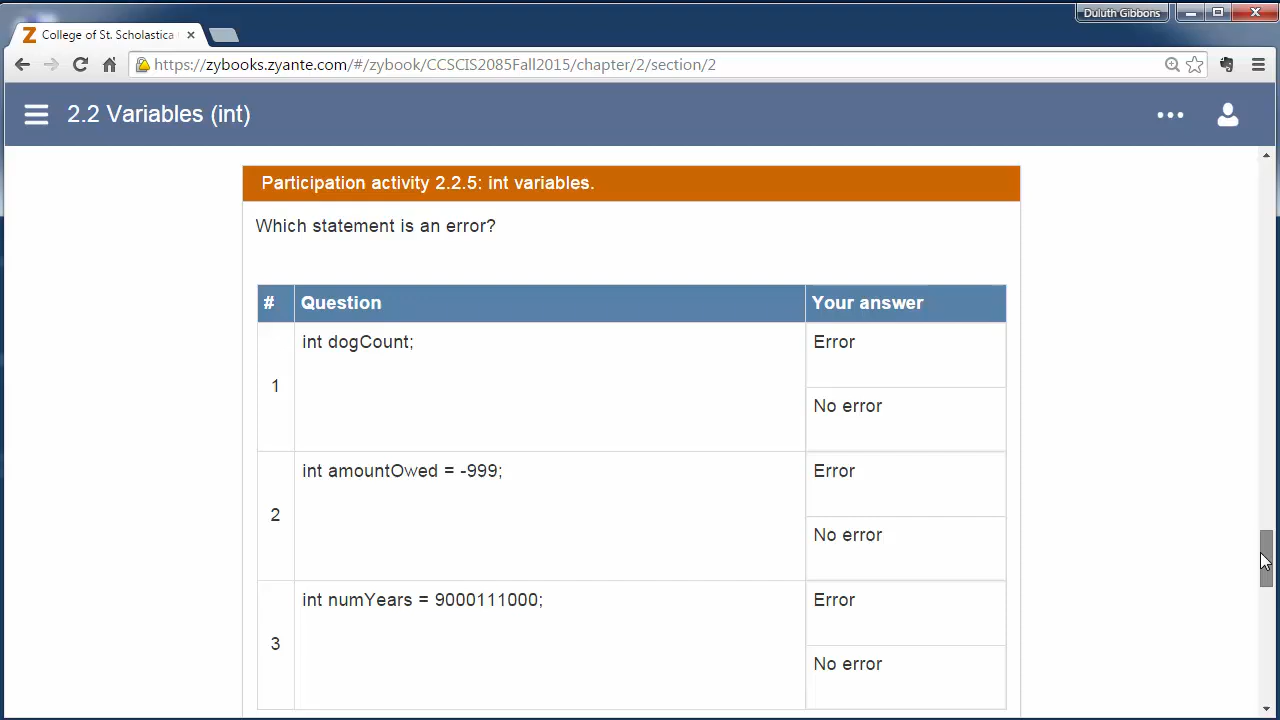 Duluth Gibbons
College of St. Scholastica
https://zybooks.zyante.com/#/zybook/CCSCIS2085Fall2015/chapter/2/section/2
2.2 Variables (int)
Participation activity 2.2.5: int variables.
Which statement is an error?
# Question Your answer
int dogCount; Error
1
No error
int amountOwed = -999; Error
2
No error
int numYears = 9000111000; Error
3
No error